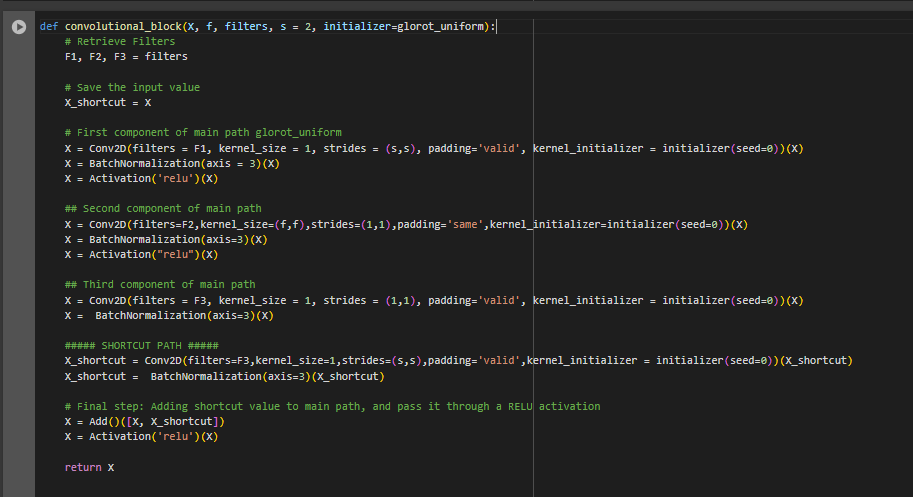 def convolutional_block(X, f, filters, s = 2, initializer=glorot_uniform):
    # Retrieve Filters
    F1, F2, F3 = filters

    # Save the input value
    X_shortcut = X

    # First component of main path glorot_uniform
    X = Conv2D(filters = F1, kernel_size = 1, strides = (s,s), padding='valid', kernel_initializer = initializer(seed=0))(X)
    X = BatchNormalization(axis = 3)(X)
    X = Activation('relu')(X)

    ## Second component of main path
    X = Conv2D(filters=F2,kernel_size=(f,f),strides=(1,1),padding='same',kernel_initializer=initializer(seed=0))(X)
    X = BatchNormalization(axis=3)(X)
    X = Activation("relu")(X)

    ## Third component of main path
    X = Conv2D(filters = F3, kernel_size = 1, strides = (1,1), padding='valid', kernel_initializer = initializer(seed=0))(X)
    X =  BatchNormalization(axis=3)(X)

    ##### SHORTCUT PATH #####
    X_shortcut = Conv2D(filters=F3,kernel_size=1,strides=(s,s),padding='valid',kernel_initializer = initializer(seed=0))(X_shortcut)
    X_shortcut =  BatchNormalization(axis=3)(X_shortcut)

    # Final step: Adding shortcut value to main path, and pass it through a RELU activation
    X = Add()([X, X_shortcut])
    X = Activation('relu')(X)

    return X